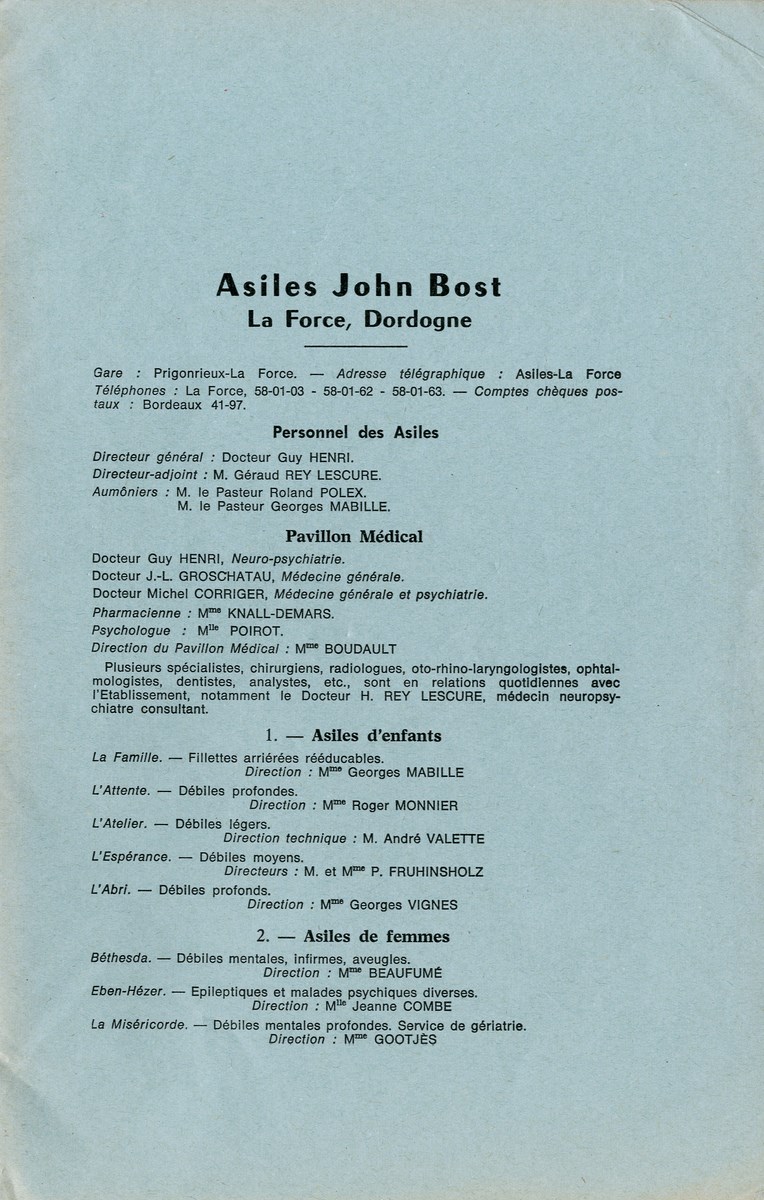 Asiles John Bost
La Force, Dordogne
Gare : Prigonrieux-La Force. — Adresse télégraphique : Asiles-La Force
Téléphones : La Force, 58-01-03 - 58-01-62 - 58-01-63. — Comptes chèques pos-
taux : Bordeaux 41-97.
Personnel des Asiles
Directeur général : Docteur Guy HENRI.
Directeur-adjoint : M. Géraud REY LESCURE.
Aumôniers : M. le Pasteur Roland POLEX.
M. le Pasteur Georges MABILLE.
Pavillon Médical
Docteur Guy HENRI, Neuro-psychiatrie.
Docteur J.-L. GROSCHATAU, Médecine générale.
Docteur Michel CORRIGER, Médecine générale et psychiatrie.
Pharmacienne : Mme KNALL-DEMARS.
Psychologue : Mlle POIROT.
Direction du Pavillon Médical : Mme BOUDAULT
Plusieurs spécialistes, chirurgiens, radiologues, oto-rhino-laryngologistes, ophtal-
mologistes, dentistes, analystes, etc., sont en relations quotidiennes avec
l'Etablissement, notamment le Docteur H. REY LESCURE, médecin neuropsy-
chiatre consultant.
1. — Asiles d'enfants
La Famille. — Fillettes arriérées rééducables.
Direction : Mme Georges MABILLE
L'Attente. — Débiles profondes.
Direction : Mme Roger MONNIER
L'Atelier. — Débiles légers.
Direction technique : M. André VALETTE
L'Espérance. — Débiles moyens.
Directeurs : M. et Mme P. FRUHINSHOLZ
L'Abri. — Débiles profonds.
Direction : Mme Georges VIGNES
2. — Asiles de femmes
Béthesda. — Débiles mentales, infirmes, aveugles.
Direction : Mme BEAUFUMÉ
Eben-Hézer. — Epileptiques et malades psychiques diverses.
Direction : Mlle Jeanne COMBE
La Miséricorde. — Débiles mentales profondes. Service de gériatrie.
Direction : Mme GOOTJÈS